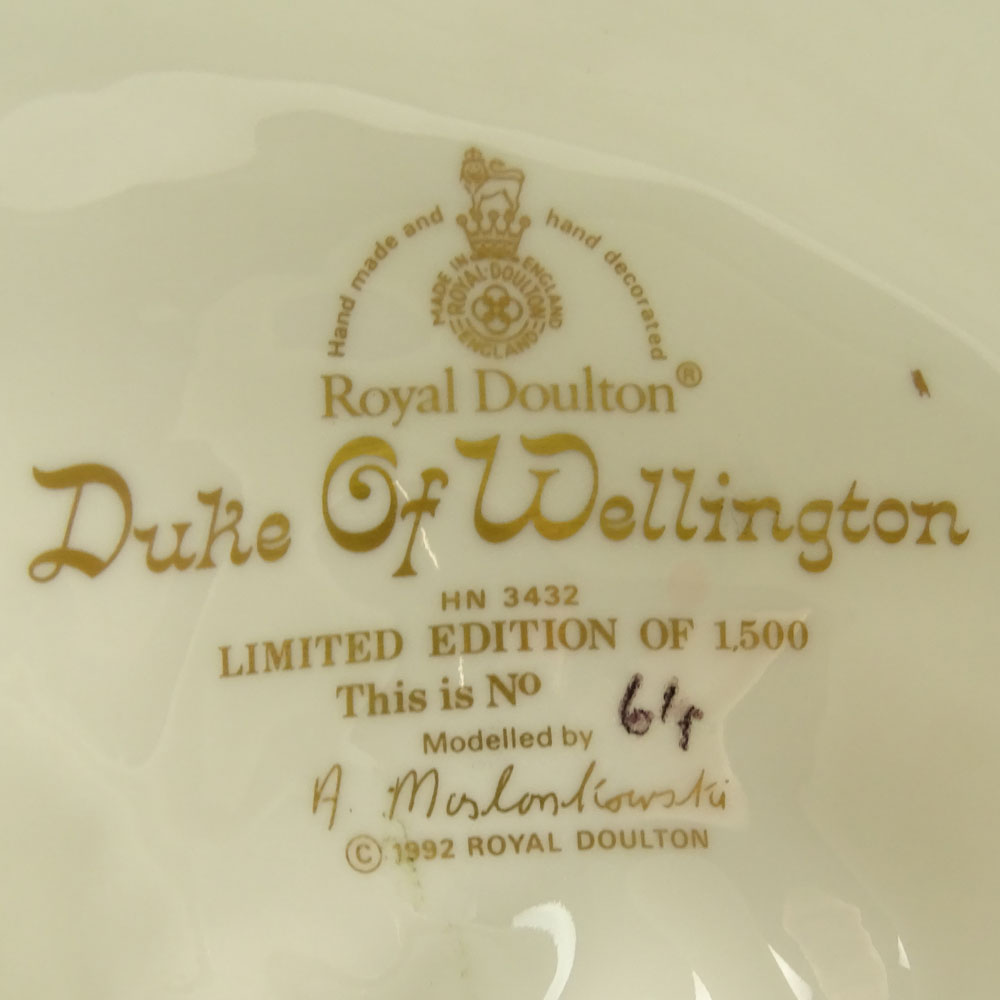 Hand made and hand decorated
MADE IN ENGLAND
ROYAL·DOULTON
ENGLAND
Royal Doulton®
Duke Of Wellington
HN 3432
LIMITED EDITION OF 1,500
This is No
Modelled by
A. Maslankowski
© 1992 ROYAL DOULTON